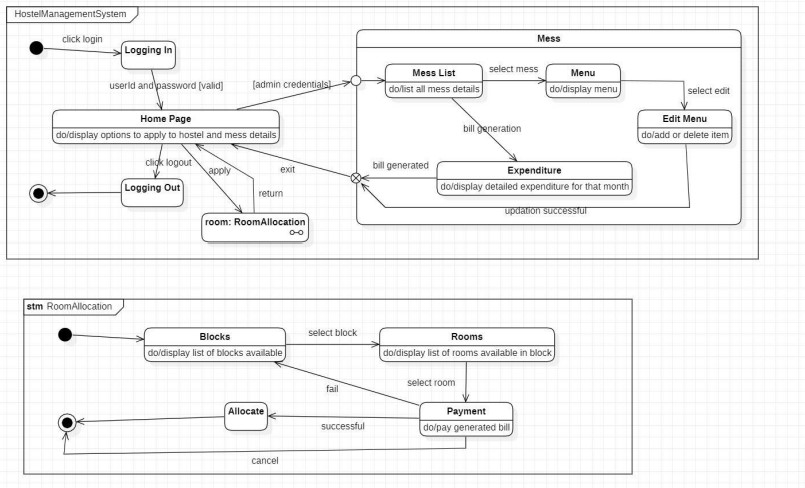 HostelManagementSystem
click login
Logging In
userId and password [valid]
[admin credentials]
Home Page
do/display options to apply to hostel and mess details
click logout
apply
exit
return
Logging Out
room: RoomAllocation
Mess
Mess List
do/list all mess details
select mess
Menu
do/display menu
select edit
Edit Menu
do/add or delete item
bill generation
bill generated
Expenditure
do/display detailed expenditure for that month
updation successful
stm RoomAllocation
Blocks
do/display list of blocks available
select block
Rooms
do/display list of rooms available in block
select room
fail
Allocate
successful
Payment
do/pay generated bill
cancel